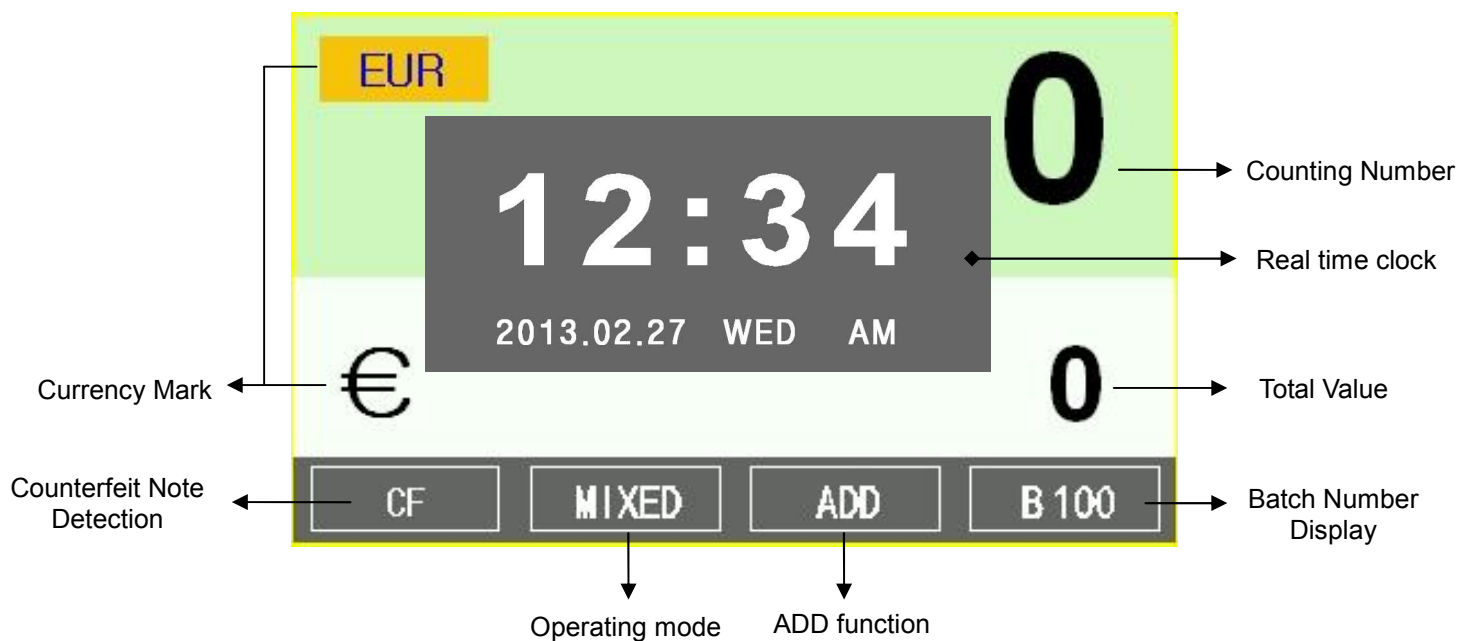 EUR
0
Counting Number
12:34
Real time clock
2013.02.27 WED AM
Currency Mark
€
0
Total Value
Counterfeit Note
Detection
CF
MIXED
ADD
B 100
Batch Number
Display
Operating mode
ADD function